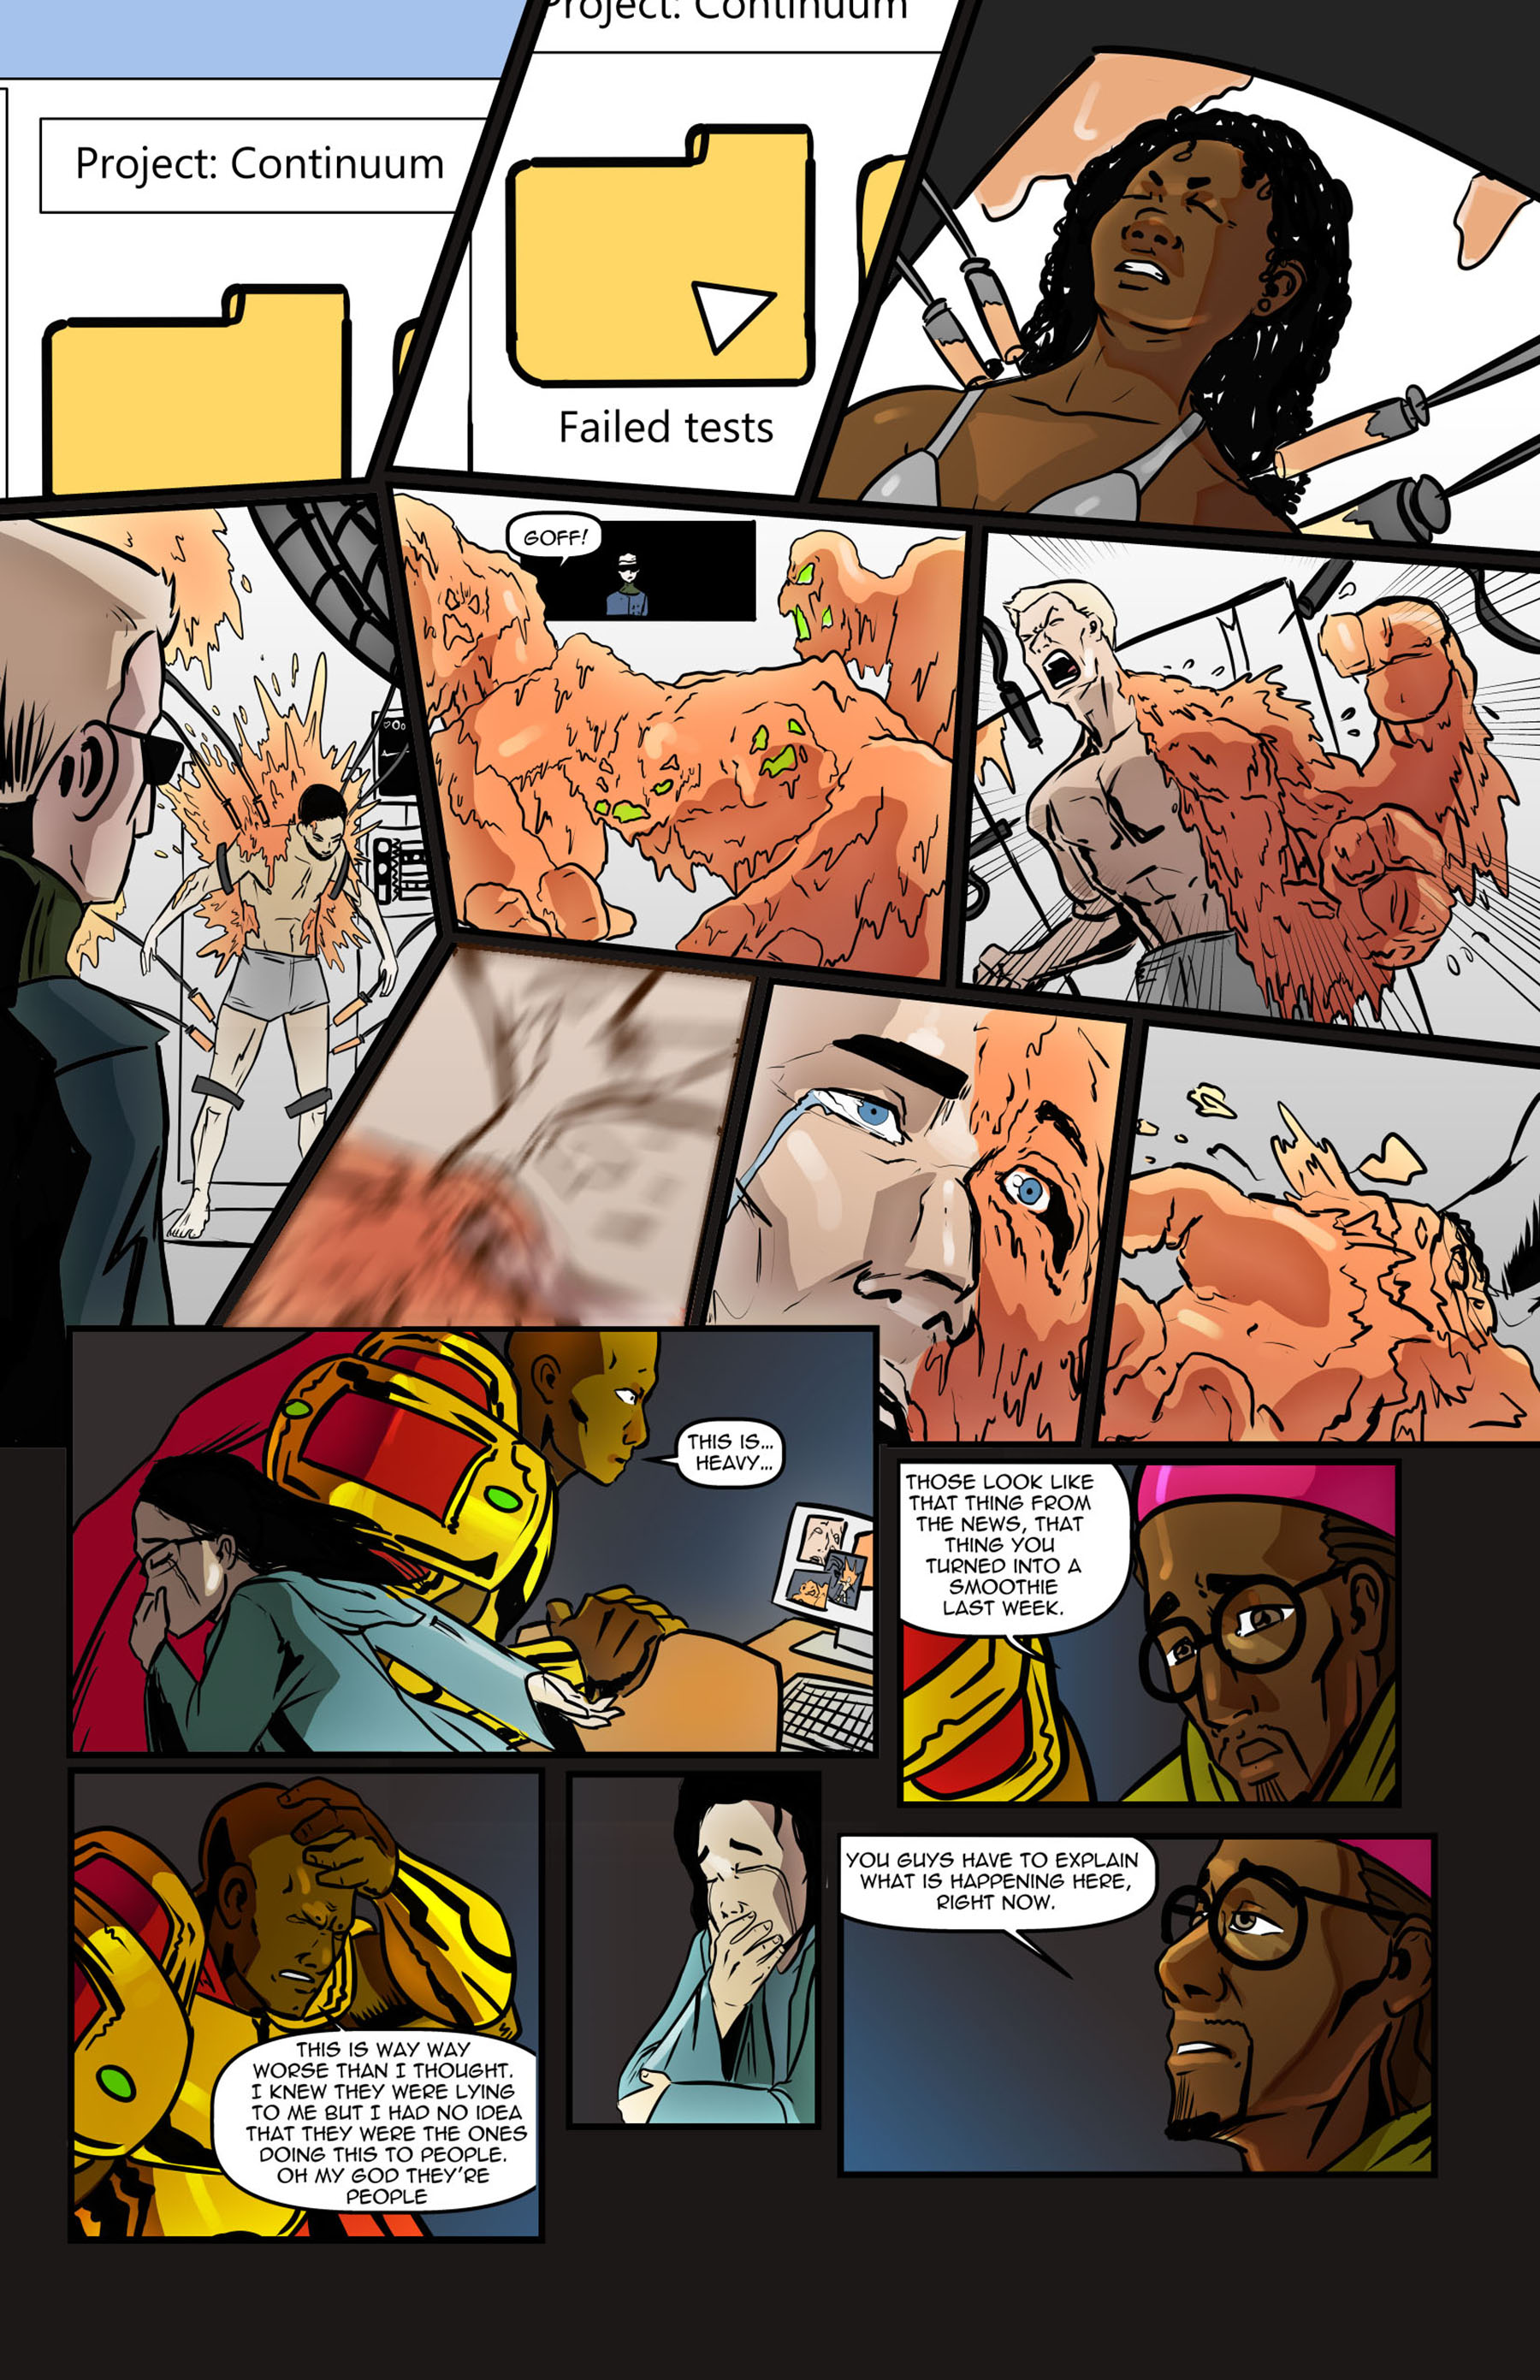 Project: Continuum
Project: Continuum
Failed tests
GOFF!
THIS IS...
HEAVY...
THOSE LOOK LIKE
THAT THING FROM
THE NEWS, THAT
THING YOU
TURNED INTO A
SMOOTHIE
LAST WEEK.
THIS IS WAY WAY
WORSE THAN I THOUGHT.
I KNEW THEY WERE LYING
TO ME BUT I HAD NO IDEA
THAT THEY WERE THE ONES
DOING THIS TO PEOPLE.
OH MY GOD THEY'RE
PEOPLE
YOU GUYS HAVE TO EXPLAIN
WHAT IS HAPPENING HERE,
RIGHT NOW.